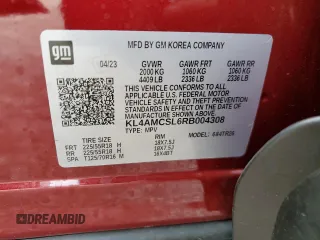 gm
MFD BY GM KOREA COMPANY
04/23 GVWR GAWR FRT GAWR RR
2000 KG 1060 KG 1060 KG
4409 LB 2336 LB 2336 LB
THIS VEHICLE CONFORMS TO ALL APPLICABLE U.S.
FEDERAL MOTOR VEHICLE SAFETY, BUMPER, AND
THEFT PREVENTION STANDARDS IN EFFECT ON
THE DATE OF MANUFACTURE SHOWN ABOVE.
KL4AMCSL6RB004308
TYPE: MPV
TIRE SIZE RIM
FRT 225/55R18 H 18X7.5J
RR 225/55R18 H 18X7.5J
SPA T125/70R16 M 16X4BT
DREAMBID